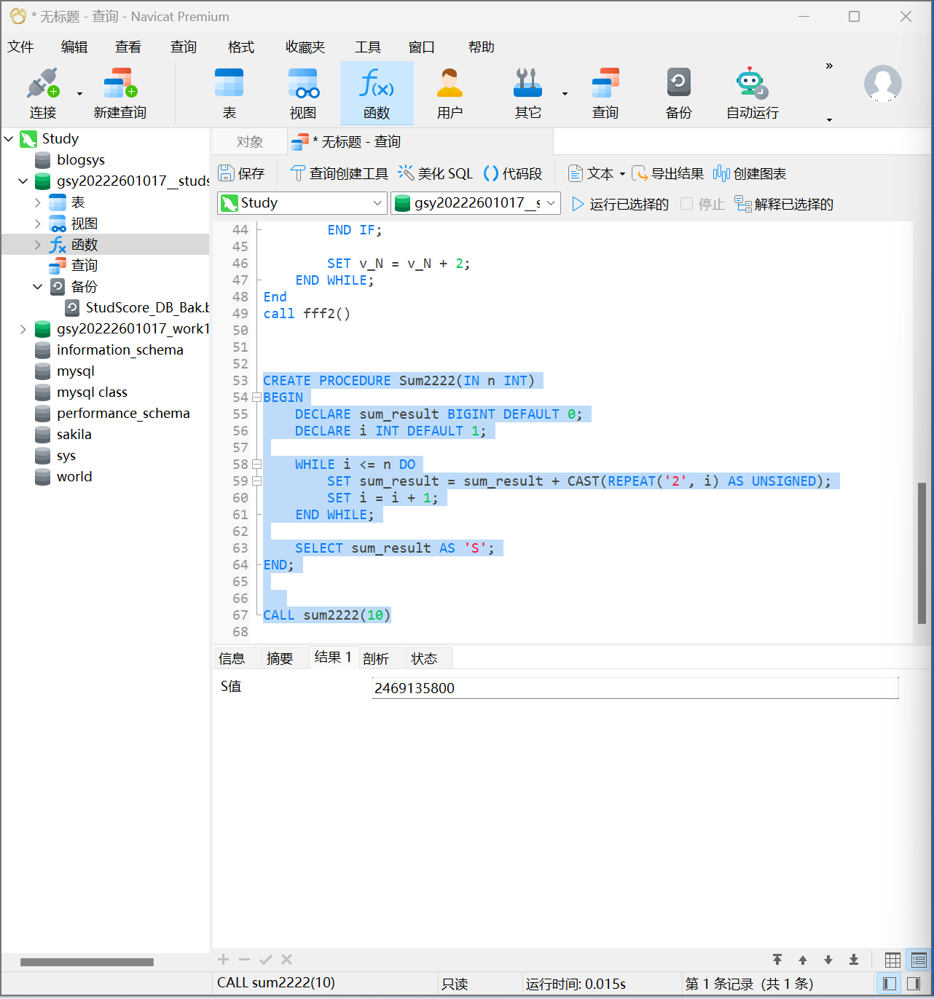 * 无标题 - 查询 - Navicat Premium
文件 编辑 查看 查询 格式 收藏夹 工具 窗口 帮助
连接 新建查询 表 视图 函数 用户 其它 查询 备份 自动运行
Study
blogsys
gsy20222601017__studs
表
视图
函数
查询
备份
StudScore_DB_Bak.b
gsy20222601017_work1
information_schema
mysql
mysql class
performance_schema
sakila
sys
world
对象 * 无标题 - 查询
保存 查询创建工具 美化 SQL 代码段 文本 导出结果 创建图表
Study gsy20222601017__s 运行已选择的 停止 解释已选择的
44 END IF;
45
46 SET v_N = v_N + 2;
47 END WHILE;
48 End
49 call fff2()
50
51
52
53 CREATE PROCEDURE Sum2222(IN n INT)
54 BEGIN
55 DECLARE sum_result BIGINT DEFAULT 0;
56 DECLARE i INT DEFAULT 1;
57
58 WHILE i <= n DO
59 SET sum_result = sum_result + CAST(REPEAT('2', i) AS UNSIGNED);
60 SET i = i + 1;
61 END WHILE;
62
63 SELECT sum_result AS 'S';
64 END;
65
66
67 CALL sum2222(10)
68
信息 摘要 结果 1 剖析 状态
S值 2469135800
CALL sum2222(10) 只读 运行时间: 0.015s 第 1 条记录 (共 1 条)